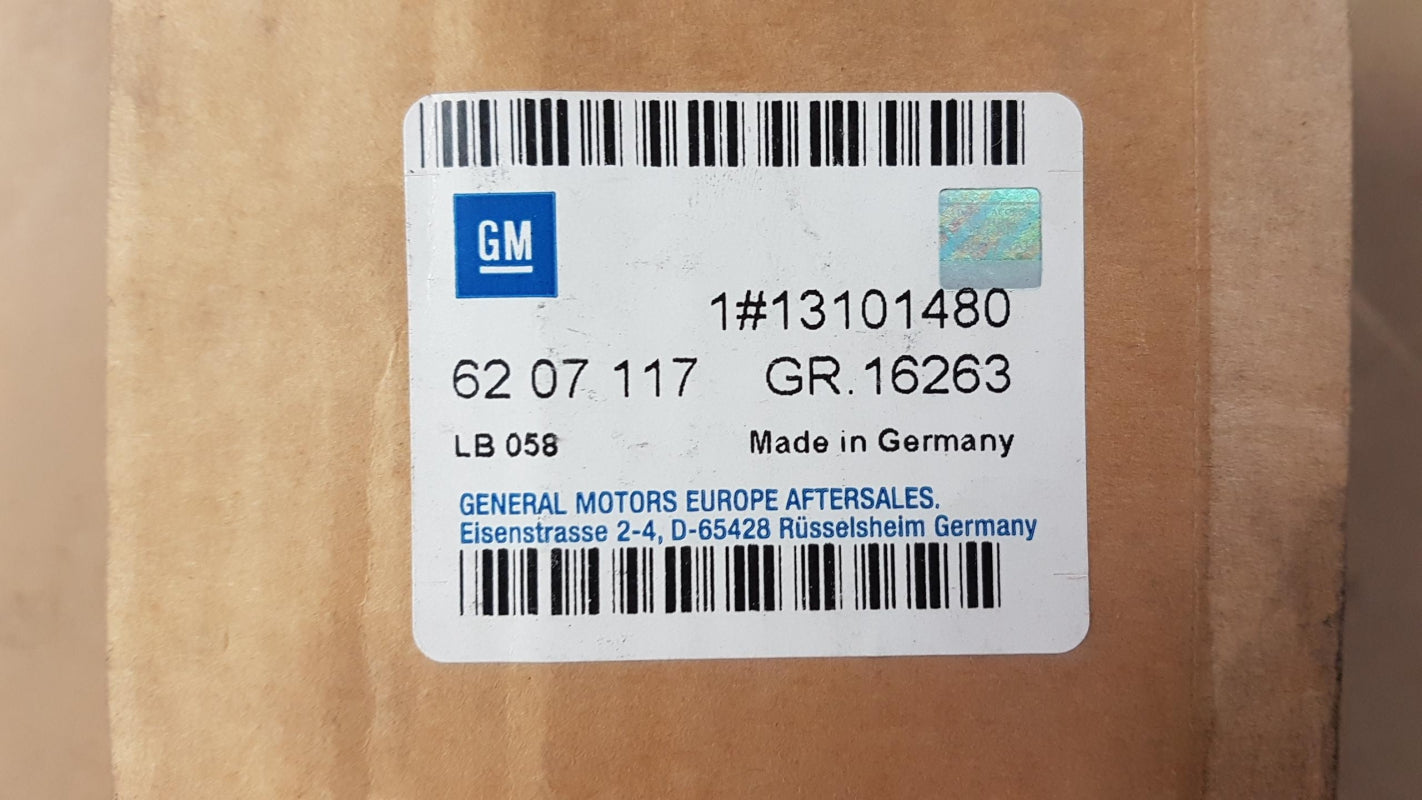 GM
1#13101480
62 07 117 GR.16263
LB 058 Made in Germany
GENERAL MOTORS EUROPE AFTERSALES.
Eisenstrasse 2-4, D-65428 Rüsselsheim Germany